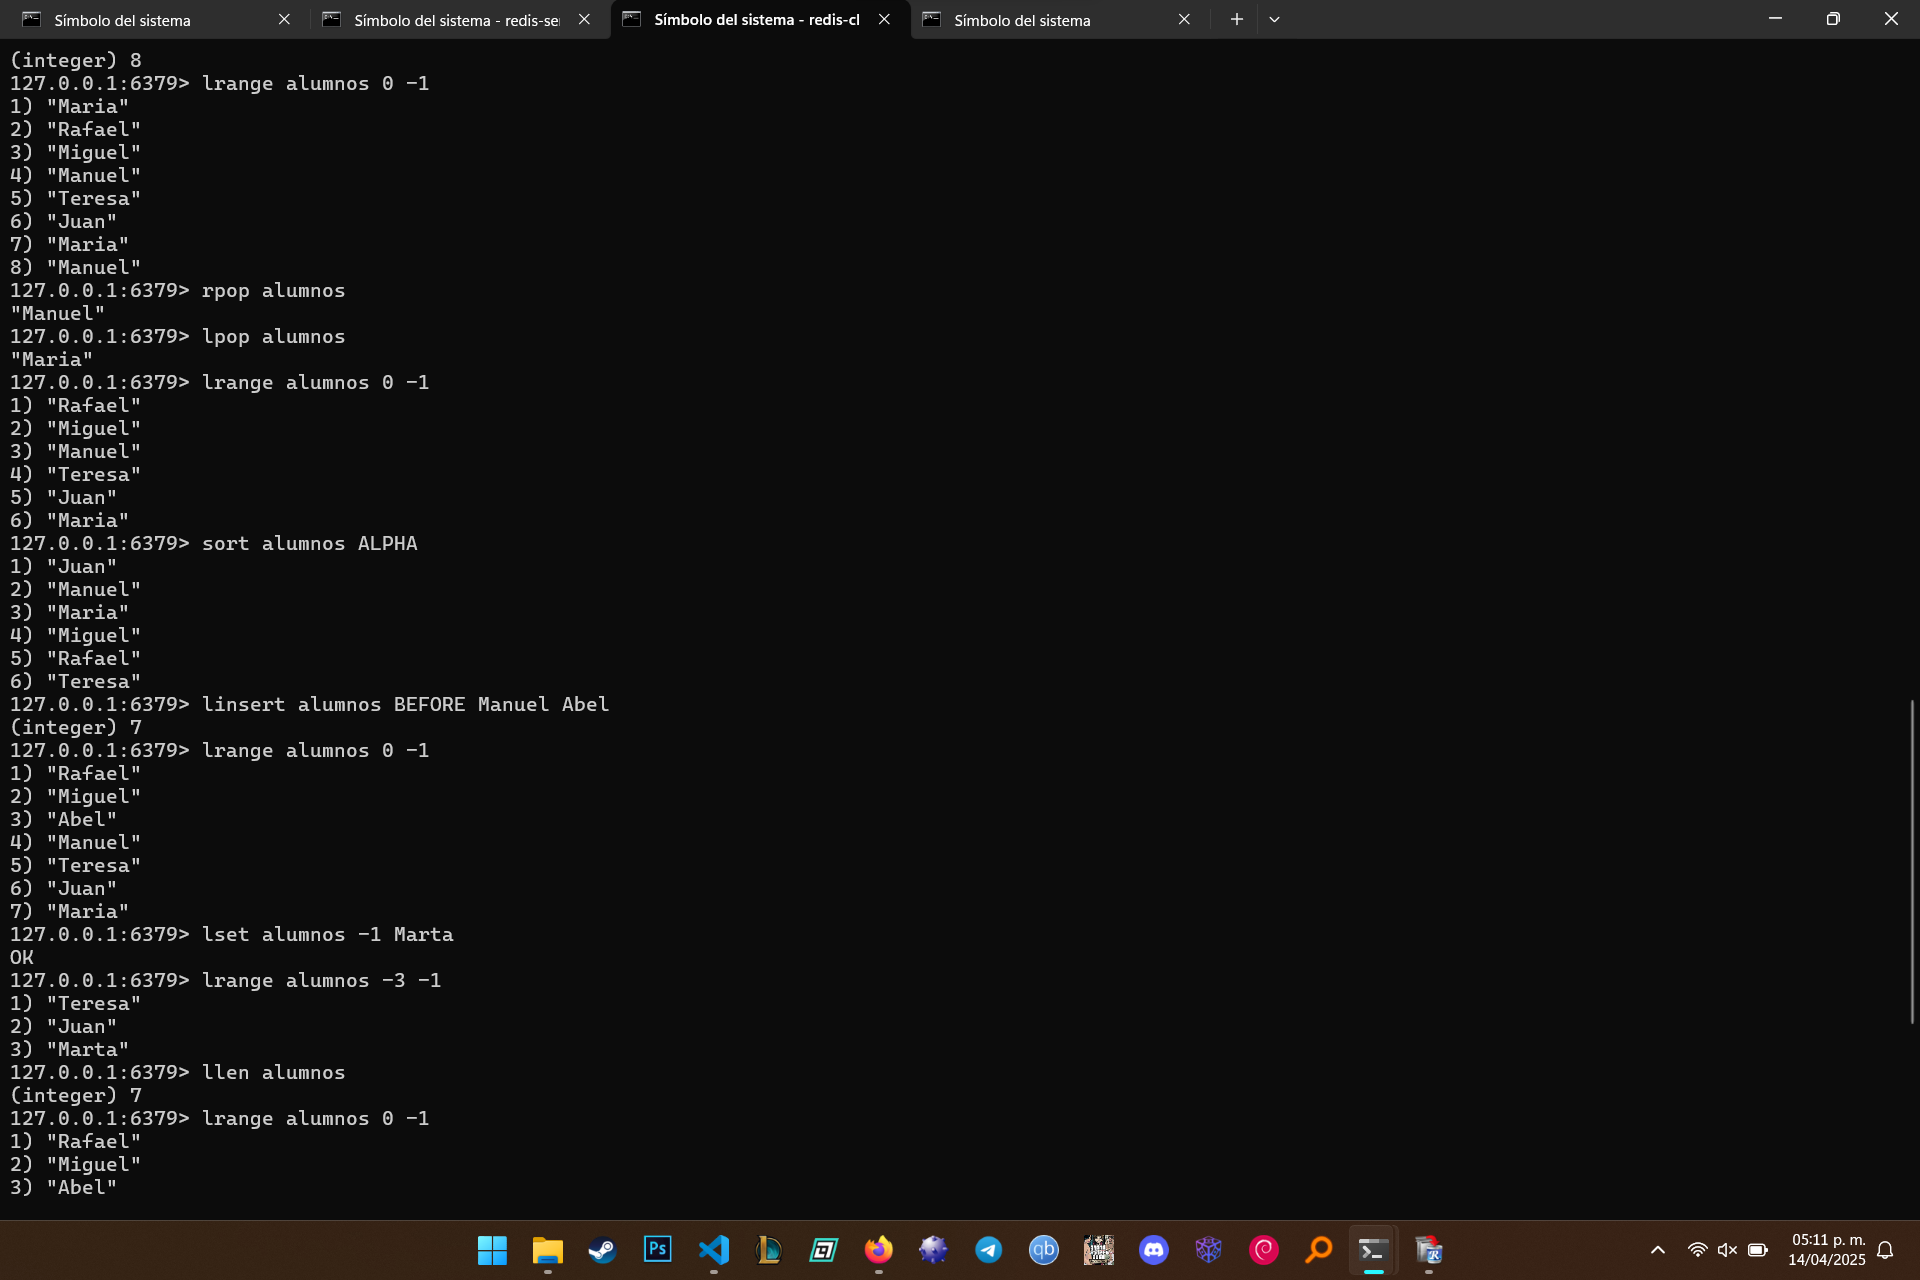 Símbolo del sistema
Símbolo del sistema - redis-se
Símbolo del sistema - redis-cl
Símbolo del sistema
(integer) 8
127.0.0.1:6379> lrange alumnos 0 -1
1) "Maria"
2) "Rafael"
3) "Miguel"
4) "Manuel"
5) "Teresa"
6) "Juan"
7) "Maria"
8) "Manuel"
127.0.0.1:6379> rpop alumnos
"Manuel"
127.0.0.1:6379> lpop alumnos
"Maria"
127.0.0.1:6379> lrange alumnos 0 -1
1) "Rafael"
2) "Miguel"
3) "Manuel"
4) "Teresa"
5) "Juan"
6) "Maria"
127.0.0.1:6379> sort alumnos ALPHA
1) "Juan"
2) "Manuel"
3) "Maria"
4) "Miguel"
5) "Rafael"
6) "Teresa"
127.0.0.1:6379> linsert alumnos BEFORE Manuel Abel
(integer) 7
127.0.0.1:6379> lrange alumnos 0 -1
1) "Rafael"
2) "Miguel"
3) "Abel"
4) "Manuel"
5) "Teresa"
6) "Juan"
7) "Maria"
127.0.0.1:6379> lset alumnos -1 Marta
OK
127.0.0.1:6379> lrange alumnos -3 -1
1) "Teresa"
2) "Juan"
3) "Marta"
127.0.0.1:6379> llen alumnos
(integer) 7
127.0.0.1:6379> lrange alumnos 0 -1
1) "Rafael"
2) "Miguel"
3) "Abel"
Ps
qb
05:11 p. m.
14/04/2025